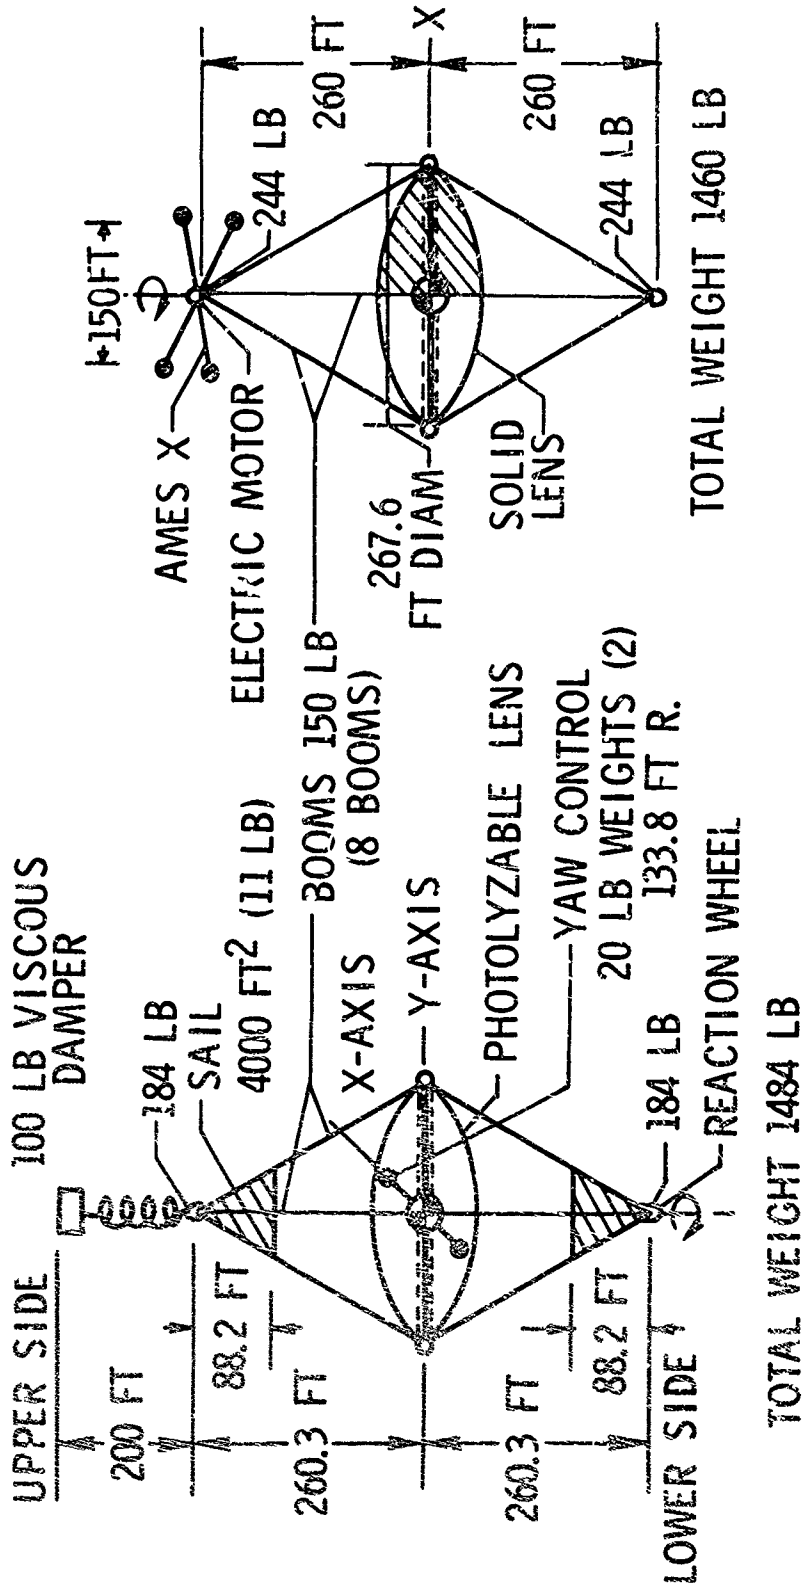 UPPER SIDE
100 LB VISCOUS
DAMPER
200 FT
184 LB
SAIL
4000 FT² (11 LB)
88.2 FT
260.3 FT
BOOMS 150 LB
(8 BOOMS)
X-AXIS
Y-AXIS
PHOTOLYZABLE LENS
YAW CONTROL
20 LB WEIGHTS (2)
133.8 FT R.
260.3 FT
88.2 FT
184 LB
REACTION WHEEL
LOWER SIDE
TOTAL WEIGHT 1484 LB
150 FT
AMES X
ELECTRIC MOTOR
244 LB
260 FT
X
267.6
FT DIAM
SOLID
LENS
260 FT
244 LB
TOTAL WEIGHT 1460 LB